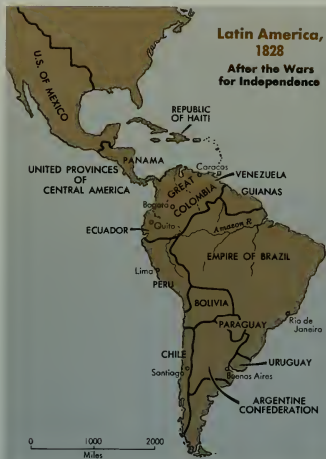 Latin America,
1828
After the Wars
for Independence
U.S. OF MEXICO
REPUBLIC
OF HAITI
PANAMA
UNITED PROVINCES
OF
CENTRAL AMERICA
Caracas
VENEZUELA
GREAT
COLOMBIA
GUIANAS
Bogotá
ECUADOR
Quito
Amazon R.
EMPIRE OF BRAZIL
Lima
PERU
BOLIVIA
PARAGUAY
Rio de
Janeiro
CHILE
URUGUAY
Santiago
Buenos Aires
ARGENTINE
CONFEDERATION
0 1000 2000
Miles